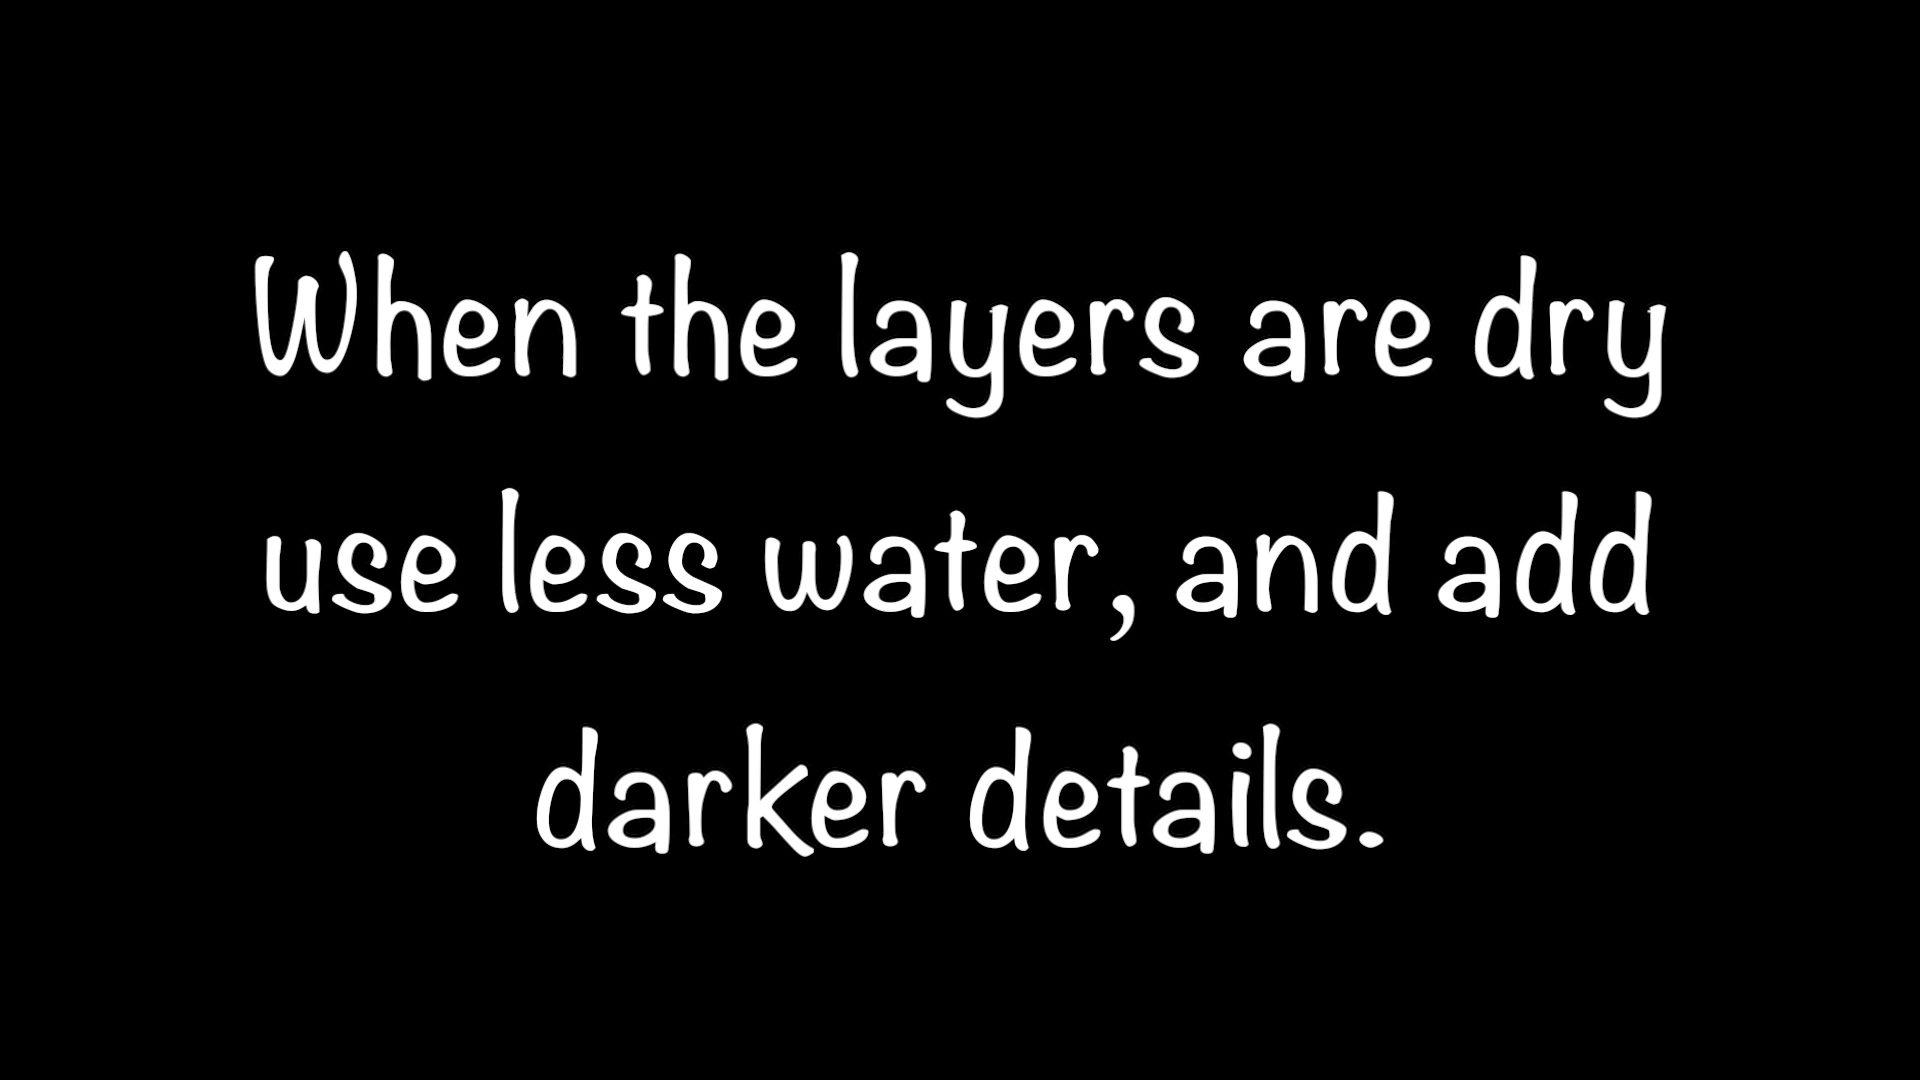 When the layers are dry
use less water, and add
darker details.